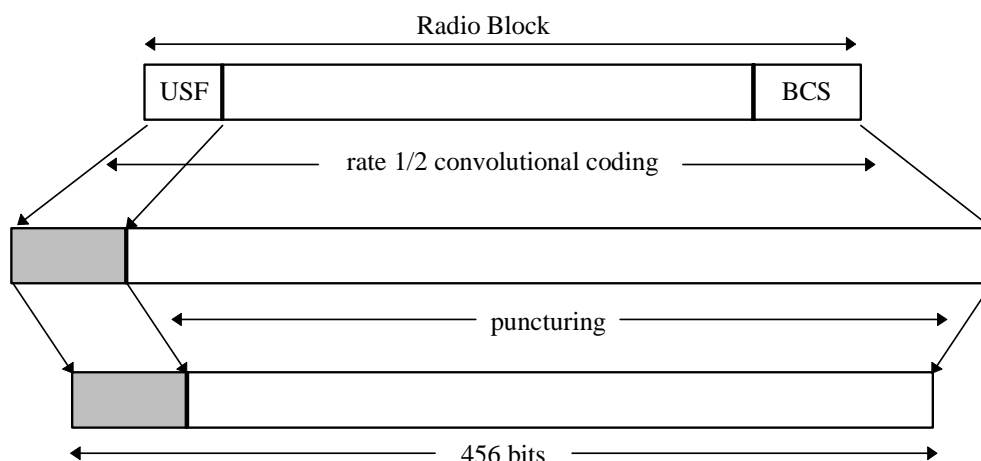 Radio Block
USF
BCS
rate 1/2 convolutional coding
puncturing
456 bits